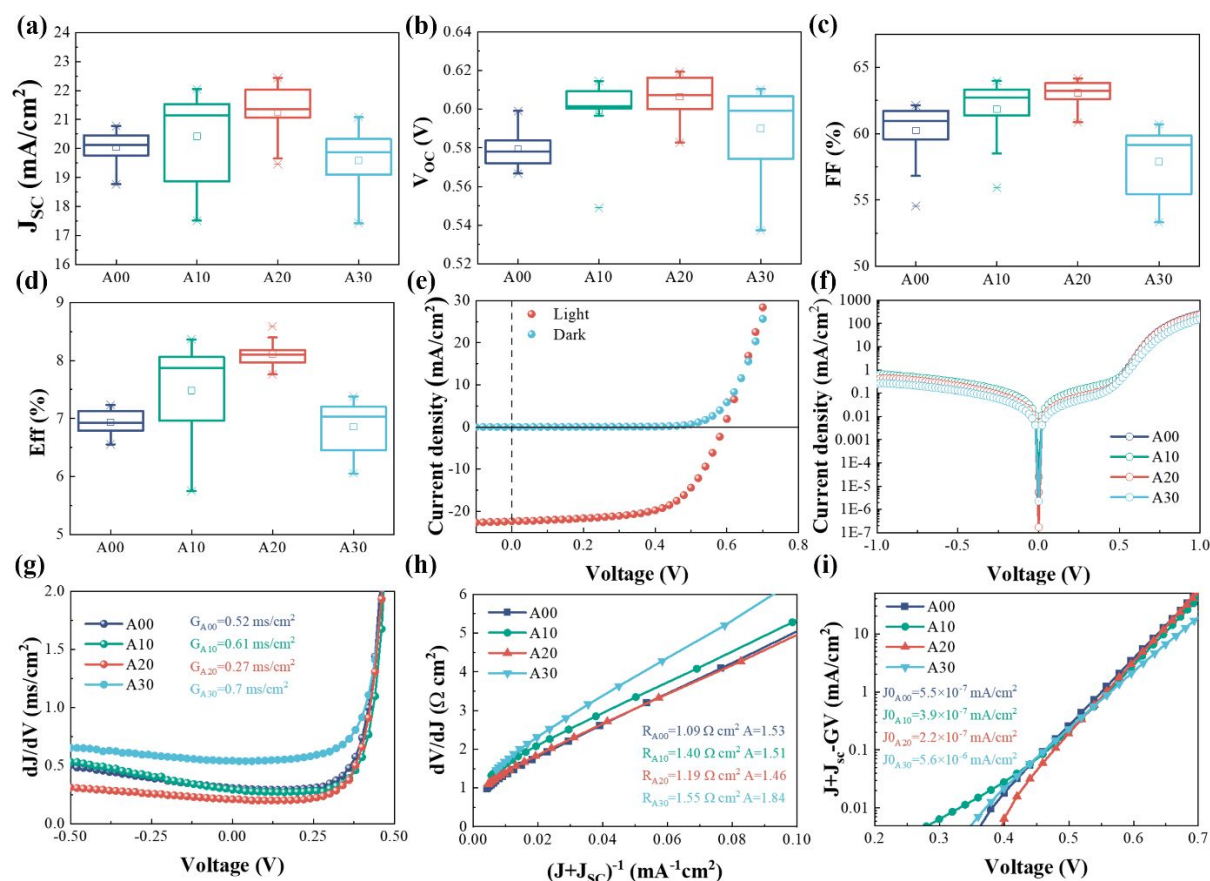 (a)
24
23
22
21
20
19
18
17
16
J_SC (mA/cm²)
A00 A10 A20 A30
(b)
0.64
0.62
0.60
0.58
0.56
0.54
0.52
V_OC (V)
A00 A10 A20 A30
(c)
65
60
55
50
FF (%)
A00 A10 A20 A30
(d)
9
8
7
6
5
Eff (%)
A00 A10 A20 A30
(e)
30
20
10
0
-10
-20
Current density (mA/cm²)
Light
Dark
0.0 0.2 0.4 0.6 0.8
Voltage (V)
(f)
1000
100
10
1
0.1
0.01
0.001
1E-4
1E-5
1E-6
1E-7
Current density (mA/cm²)
A00
A10
A20
A30
-1.0 -0.5 0.0 0.5 1.0
Voltage (V)
(g)
2.0
1.5
1.0
0.5
0.0
dJ/dV (ms/cm²)
A00
A10
A20
A30
G_A00=0.52 ms/cm²
G_A10=0.61 ms/cm²
G_A20=0.27 ms/cm²
G_A30=0.7 ms/cm²
-0.50 -0.25 0.00 0.25 0.50
Voltage (V)
(h)
6
5
4
3
2
1
0
dV/dJ (Ω cm²)
A00
A10
A20
A30
R_A00=1.09 Ω cm² A=1.53
R_A10=1.40 Ω cm² A=1.51
R_A20=1.19 Ω cm² A=1.46
R_A30=1.55 Ω cm² A=1.84
0.00 0.02 0.04 0.06 0.08 0.10
(J+J_SC)⁻¹ (mA⁻¹cm²)
(i)
10
1
0.1
0.01
J+J_sc-GV (mA/cm²)
A00
A10
A20
A30
J0_A00=5.5×10⁻⁷ mA/cm²
J0_A10=3.9×10⁻⁷ mA/cm²
J0_A20=2.2×10⁻⁷ mA/cm²
J0_A30=5.6×10⁻⁶ mA/cm²
0.2 0.3 0.4 0.5 0.6 0.7
Voltage (V)